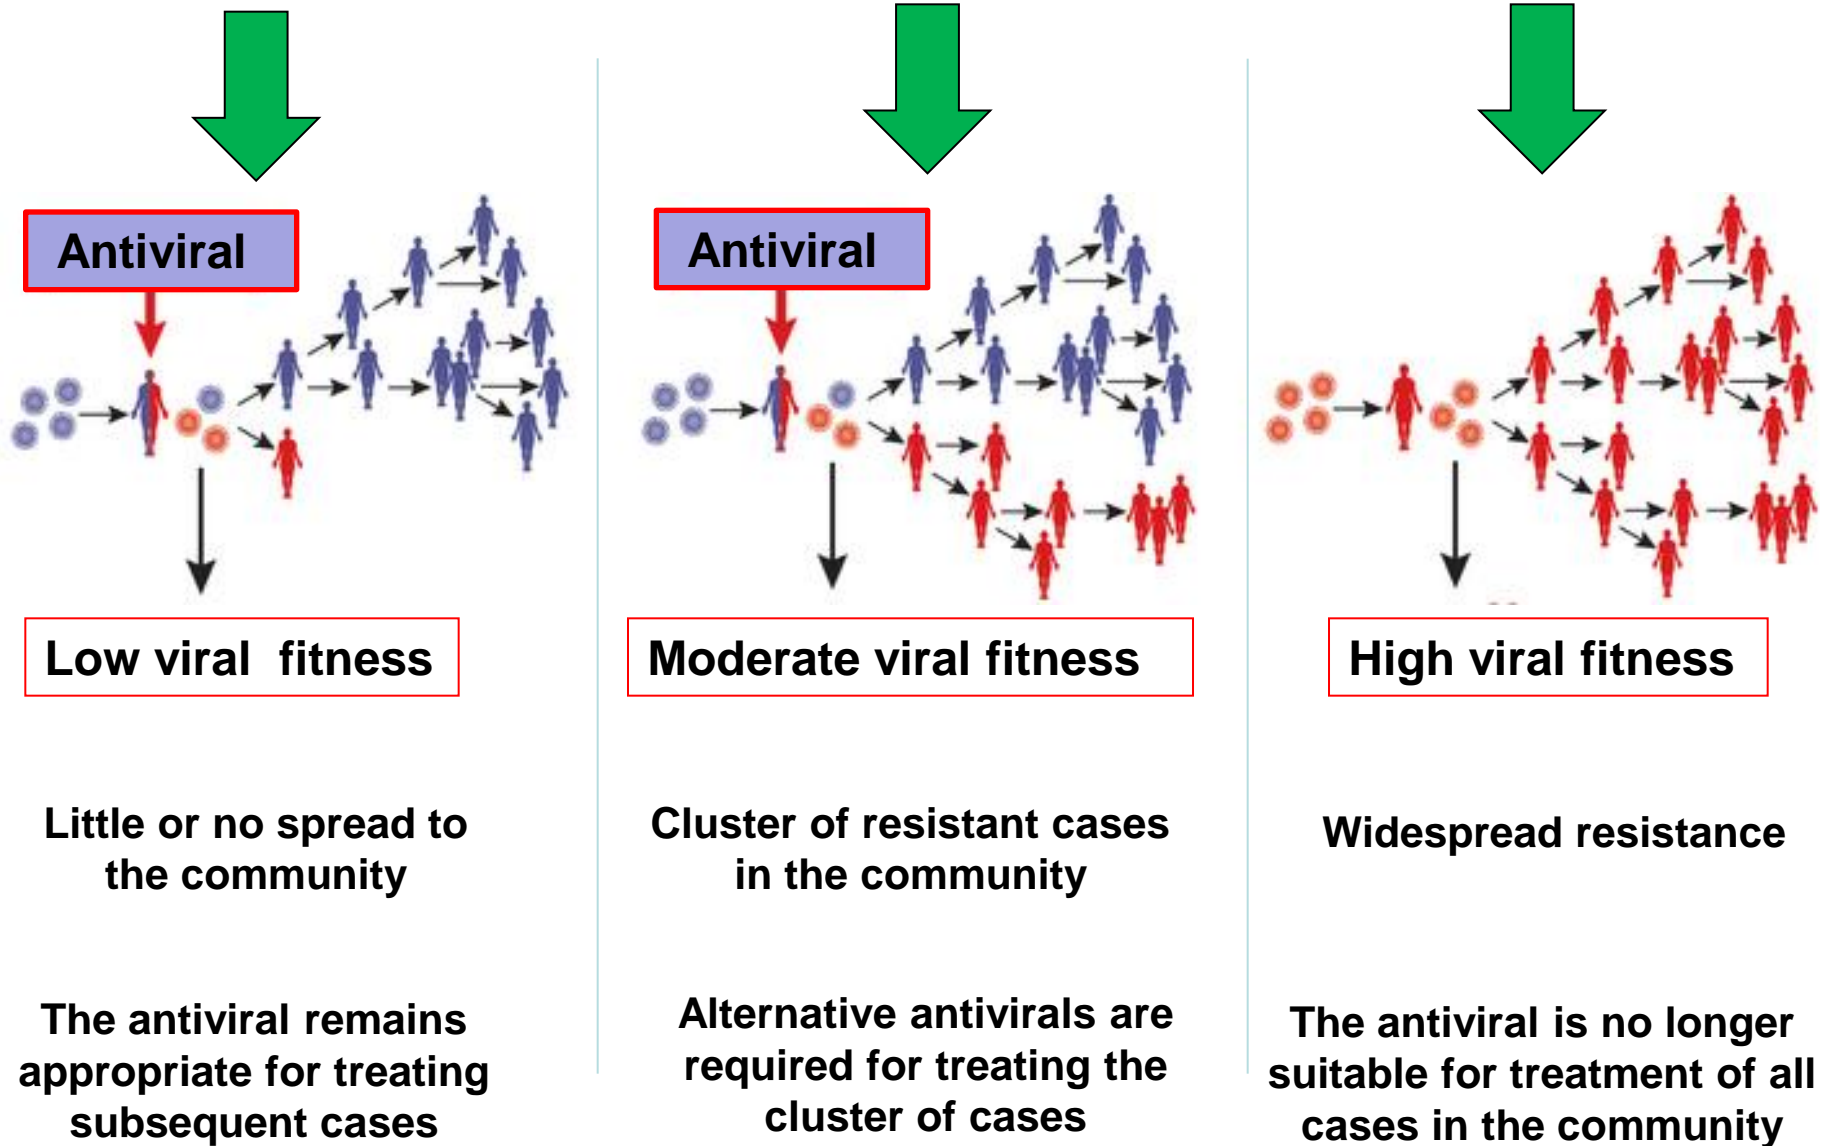 Antiviral
Low viral  fitness
Little or no spread to
the community
The antiviral remains
appropriate for treating
subsequent cases
Antiviral
Moderate viral fitness
Cluster of resistant cases
in the community
Alternative antivirals are
required for treating the
cluster of cases
High viral fitness
Widespread resistance
The antiviral is no longer
suitable for treatment of all
cases in the community